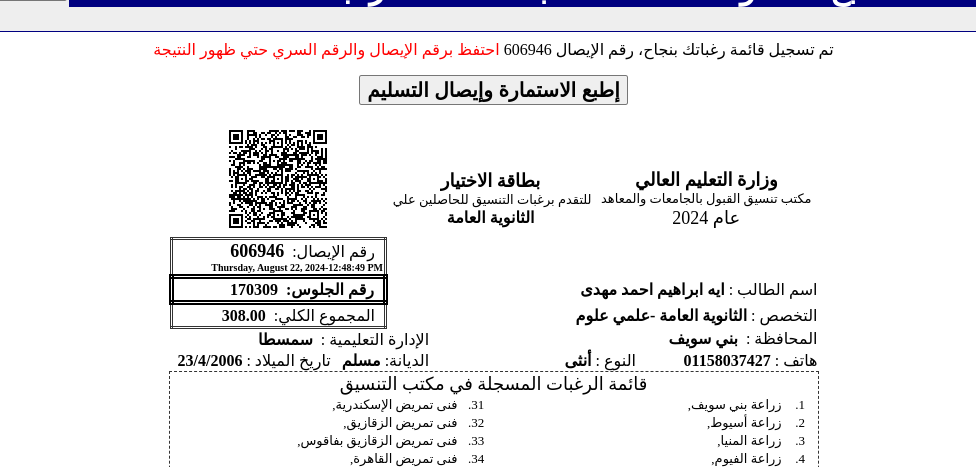 تم تسجيل قائمة رغباتك بنجاح، رقم الإيصال 606946 احتفظ برقم الإيصال والرقم السري حتي ظهور النتيجة
إطبع الاستمارة وإيصال التسليم
وزارة التعليم العالي
مكتب تنسيق القبول بالجامعات والمعاهد
عام 2024
بطاقة الاختيار
للتقدم برغبات التنسيق للحاصلين علي
الثانوية العامة
رقم الإيصال: 606946
Thursday, August 22, 2024-12:48:49 PM
اسم الطالب : ايه ابراهيم احمد مهدى
رقم الجلوس: 170309
التخصص : الثانوية العامة -علمي علوم
المجموع الكلي: 308.00
المحافظة : بني سويف
الإدارة التعليمية : سمسطا
هاتف : 01158037427
النوع : أنثى
الديانة: مسلم
تاريخ الميلاد : 23/4/2006
قائمة الرغبات المسجلة في مكتب التنسيق
1. زراعة بني سويف,
2. زراعة أسيوط,
3. زراعة المنيا,
4. زراعة الفيوم,
31. فنى تمريض الإسكندرية,
32. فنى تمريض الزقازيق,
33. فنى تمريض الزقازيق بفاقوس,
34. فنى تمريض القاهرة,